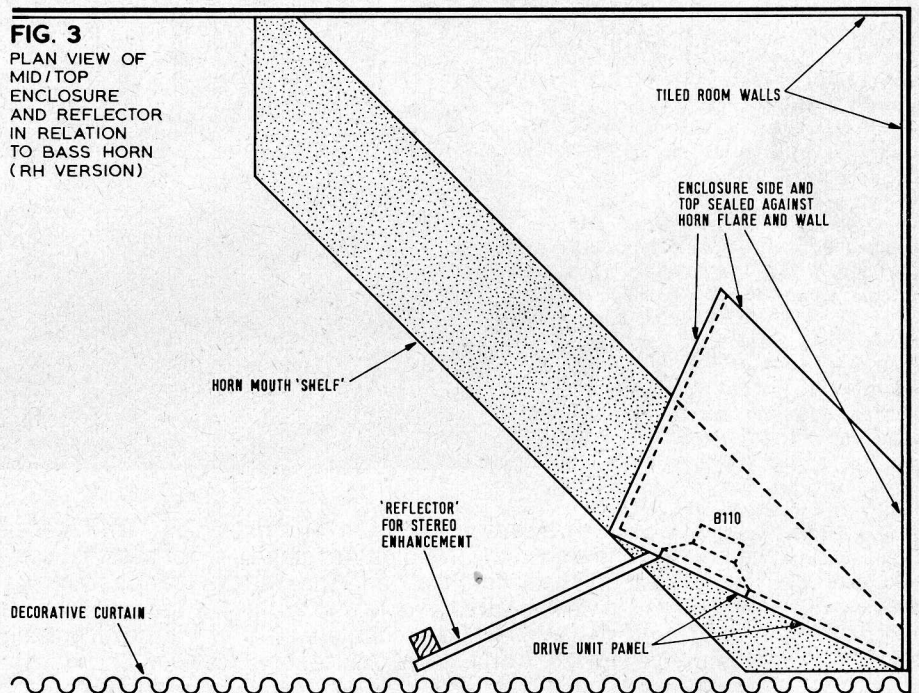 FIG. 3
PLAN VIEW OF
MID/TOP
ENCLOSURE
AND REFLECTOR
IN RELATION
TO BASS HORN
(RH VERSION)
TILED ROOM WALLS
ENCLOSURE SIDE AND
TOP SEALED AGAINST
HORN FLARE AND WALL
HORN MOUTH 'SHELF'
'REFLECTOR'
FOR STEREO
ENHANCEMENT
B110
DECORATIVE CURTAIN
DRIVE UNIT PANEL